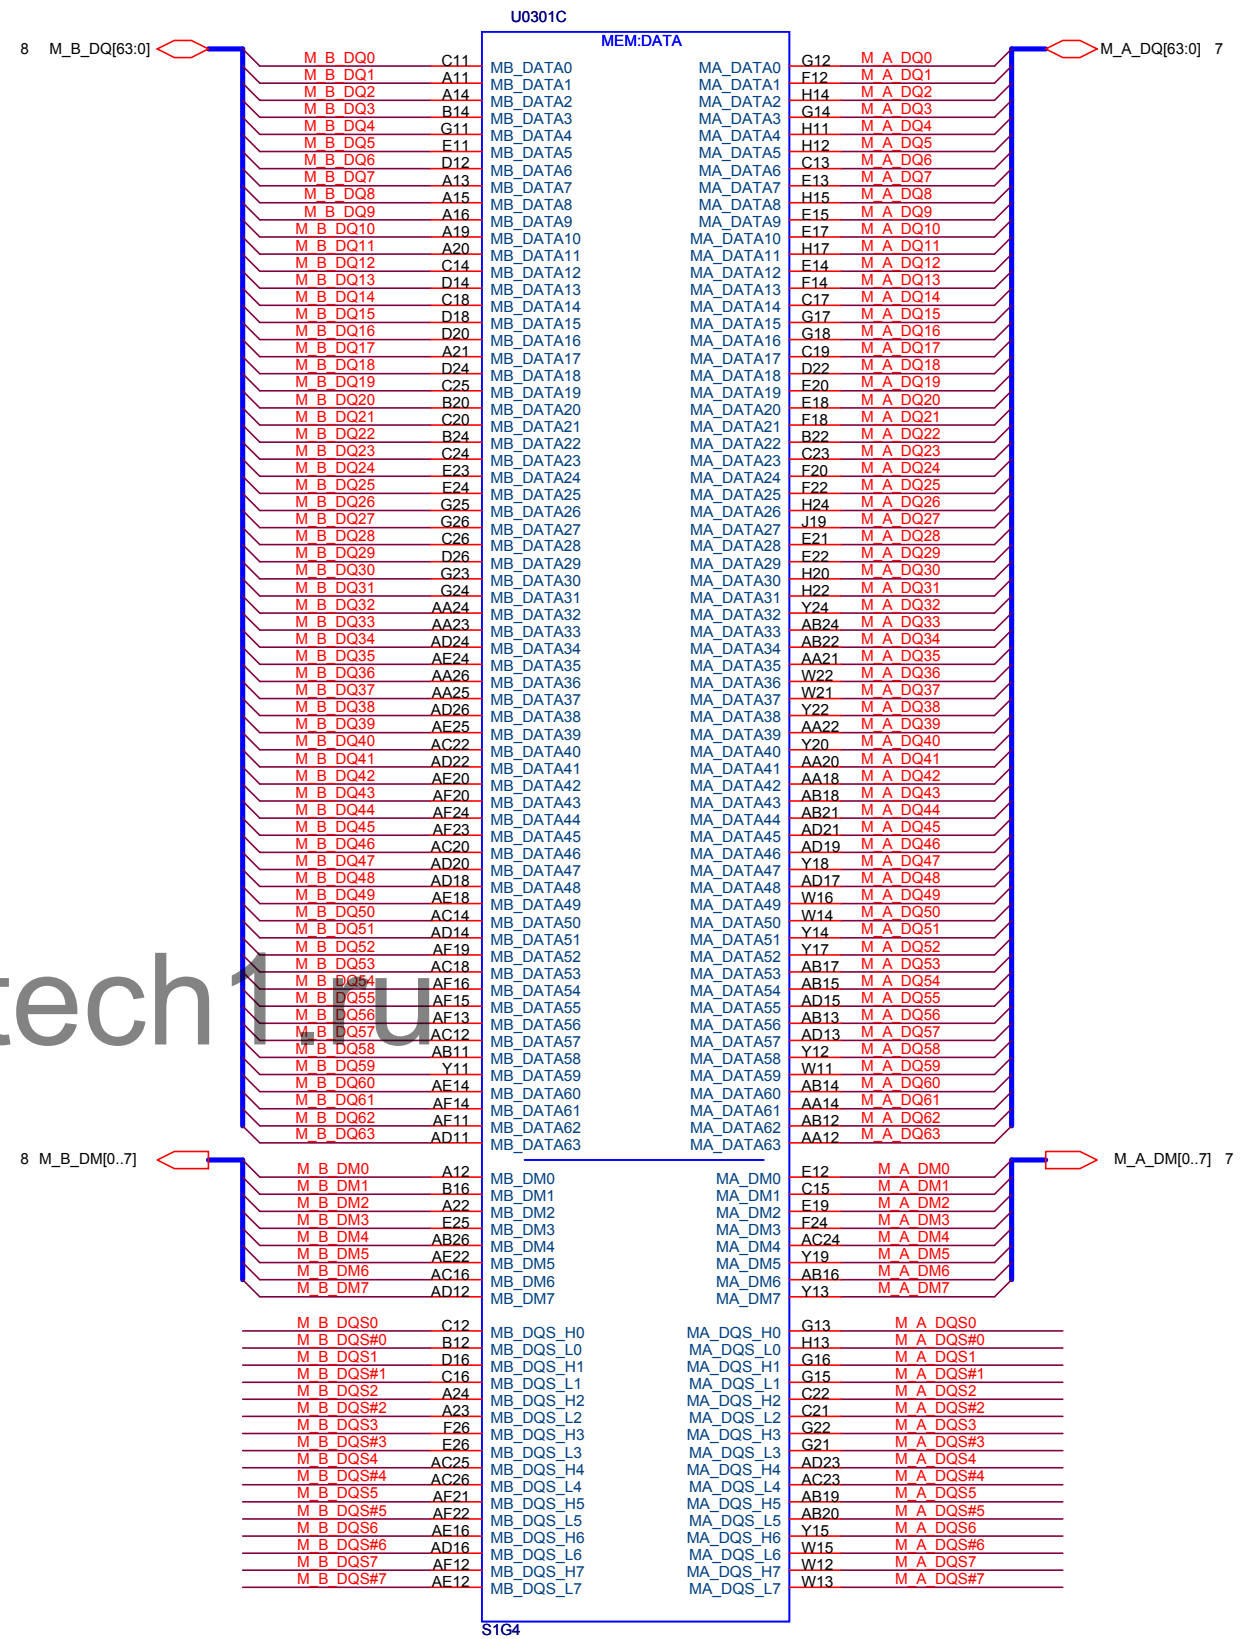 U0301C
MEM:DATA
8 M_B_DQ[63:0] M_A_DQ[63:0] 7
M_B_DQ0 C11 MB_DATA0 MA_DATA0 G12 M_A_DQ0
M_B_DQ1 A11 MB_DATA1 MA_DATA1 F12 M_A_DQ1
M_B_DQ2 A14 MB_DATA2 MA_DATA2 H14 M_A_DQ2
M_B_DQ3 B14 MB_DATA3 MA_DATA3 G14 M_A_DQ3
M_B_DQ4 G11 MB_DATA4 MA_DATA4 H11 M_A_DQ4
M_B_DQ5 E11 MB_DATA5 MA_DATA5 H12 M_A_DQ5
M_B_DQ6 D12 MB_DATA6 MA_DATA6 C13 M_A_DQ6
M_B_DQ7 A13 MB_DATA7 MA_DATA7 E13 M_A_DQ7
M_B_DQ8 A15 MB_DATA8 MA_DATA8 H15 M_A_DQ8
M_B_DQ9 A16 MB_DATA9 MA_DATA9 E15 M_A_DQ9
M_B_DQ10 A19 MB_DATA10 MA_DATA10 E17 M_A_DQ10
M_B_DQ11 A20 MB_DATA11 MA_DATA11 H17 M_A_DQ11
M_B_DQ12 C14 MB_DATA12 MA_DATA12 E14 M_A_DQ12
M_B_DQ13 D14 MB_DATA13 MA_DATA13 F14 M_A_DQ13
M_B_DQ14 C18 MB_DATA14 MA_DATA14 C17 M_A_DQ14
M_B_DQ15 D18 MB_DATA15 MA_DATA15 G17 M_A_DQ15
M_B_DQ16 D20 MB_DATA16 MA_DATA16 G18 M_A_DQ16
M_B_DQ17 A21 MB_DATA17 MA_DATA17 C19 M_A_DQ17
M_B_DQ18 D24 MB_DATA18 MA_DATA18 D22 M_A_DQ18
M_B_DQ19 C25 MB_DATA19 MA_DATA19 E20 M_A_DQ19
M_B_DQ20 B20 MB_DATA20 MA_DATA20 E18 M_A_DQ20
M_B_DQ21 C20 MB_DATA21 MA_DATA21 F18 M_A_DQ21
M_B_DQ22 B24 MB_DATA22 MA_DATA22 B22 M_A_DQ22
M_B_DQ23 C24 MB_DATA23 MA_DATA23 C23 M_A_DQ23
M_B_DQ24 E23 MB_DATA24 MA_DATA24 F20 M_A_DQ24
M_B_DQ25 E24 MB_DATA25 MA_DATA25 F22 M_A_DQ25
M_B_DQ26 G25 MB_DATA26 MA_DATA26 H24 M_A_DQ26
M_B_DQ27 G26 MB_DATA27 MA_DATA27 J19 M_A_DQ27
M_B_DQ28 C26 MB_DATA28 MA_DATA28 E21 M_A_DQ28
M_B_DQ29 D26 MB_DATA29 MA_DATA29 E22 M_A_DQ29
M_B_DQ30 G23 MB_DATA30 MA_DATA30 H20 M_A_DQ30
M_B_DQ31 G24 MB_DATA31 MA_DATA31 H22 M_A_DQ31
M_B_DQ32 AA24 MB_DATA32 MA_DATA32 Y24 M_A_DQ32
M_B_DQ33 AA23 MB_DATA33 MA_DATA33 AB24 M_A_DQ33
M_B_DQ34 AD24 MB_DATA34 MA_DATA34 AB22 M_A_DQ34
M_B_DQ35 AE24 MB_DATA35 MA_DATA35 AA21 M_A_DQ35
M_B_DQ36 AA26 MB_DATA36 MA_DATA36 W22 M_A_DQ36
M_B_DQ37 AA25 MB_DATA37 MA_DATA37 W21 M_A_DQ37
M_B_DQ38 AD26 MB_DATA38 MA_DATA38 Y22 M_A_DQ38
M_B_DQ39 AE25 MB_DATA39 MA_DATA39 AA22 M_A_DQ39
M_B_DQ40 AC22 MB_DATA40 MA_DATA40 Y20 M_A_DQ40
M_B_DQ41 AD22 MB_DATA41 MA_DATA41 AA20 M_A_DQ41
M_B_DQ42 AE20 MB_DATA42 MA_DATA42 AA18 M_A_DQ42
M_B_DQ43 AF20 MB_DATA43 MA_DATA43 AB18 M_A_DQ43
M_B_DQ44 AF24 MB_DATA44 MA_DATA44 AB21 M_A_DQ44
M_B_DQ45 AF23 MB_DATA45 MA_DATA45 AD21 M_A_DQ45
M_B_DQ46 AC20 MB_DATA46 MA_DATA46 AD19 M_A_DQ46
M_B_DQ47 AD20 MB_DATA47 MA_DATA47 Y18 M_A_DQ47
M_B_DQ48 AD18 MB_DATA48 MA_DATA48 AD17 M_A_DQ48
M_B_DQ49 AE18 MB_DATA49 MA_DATA49 W16 M_A_DQ49
M_B_DQ50 AC14 MB_DATA50 MA_DATA50 W14 M_A_DQ50
M_B_DQ51 AD14 MB_DATA51 MA_DATA51 Y14 M_A_DQ51
M_B_DQ52 AF19 MB_DATA52 MA_DATA52 Y17 M_A_DQ52
M_B_DQ53 AC18 MB_DATA53 MA_DATA53 AB17 M_A_DQ53
M_B_DQ54 AF16 MB_DATA54 MA_DATA54 AB15 M_A_DQ54
M_B_DQ55 AF15 MB_DATA55 MA_DATA55 AD15 M_A_DQ55
tech1.ru
M_B_DQ56 AF13 MB_DATA56 MA_DATA56 AB13 M_A_DQ56
M_B_DQ57 AC12 MB_DATA57 MA_DATA57 AD13 M_A_DQ57
M_B_DQ58 AB11 MB_DATA58 MA_DATA58 Y12 M_A_DQ58
M_B_DQ59 Y11 MB_DATA59 MA_DATA59 W11 M_A_DQ59
M_B_DQ60 AE14 MB_DATA60 MA_DATA60 AB14 M_A_DQ60
M_B_DQ61 AF14 MB_DATA61 MA_DATA61 AA14 M_A_DQ61
M_B_DQ62 AF11 MB_DATA62 MA_DATA62 AB12 M_A_DQ62
M_B_DQ63 AD11 MB_DATA63 MA_DATA63 AA12 M_A_DQ63
8 M_B_DM[0..7] M_A_DM[0..7] 7
M_B_DM0 A12 MB_DM0 MA_DM0 E12 M_A_DM0
M_B_DM1 B16 MB_DM1 MA_DM1 C15 M_A_DM1
M_B_DM2 A22 MB_DM2 MA_DM2 E19 M_A_DM2
M_B_DM3 E25 MB_DM3 MA_DM3 F24 M_A_DM3
M_B_DM4 AB26 MB_DM4 MA_DM4 AC24 M_A_DM4
M_B_DM5 AE22 MB_DM5 MA_DM5 Y19 M_A_DM5
M_B_DM6 AC16 MB_DM6 MA_DM6 AB16 M_A_DM6
M_B_DM7 AD12 MB_DM7 MA_DM7 Y13 M_A_DM7
M_B_DQS0 C12 MB_DQS_H0 MA_DQS_H0 G13 M_A_DQS0
M_B_DQS#0 B12 MB_DQS_L0 MA_DQS_L0 H13 M_A_DQS#0
M_B_DQS1 D16 MB_DQS_H1 MA_DQS_H1 G16 M_A_DQS1
M_B_DQS#1 C16 MB_DQS_L1 MA_DQS_L1 G15 M_A_DQS#1
M_B_DQS2 A24 MB_DQS_H2 MA_DQS_H2 C22 M_A_DQS2
M_B_DQS#2 A23 MB_DQS_L2 MA_DQS_L2 C21 M_A_DQS#2
M_B_DQS3 F26 MB_DQS_H3 MA_DQS_H3 G22 M_A_DQS3
M_B_DQS#3 E26 MB_DQS_L3 MA_DQS_L3 G21 M_A_DQS#3
M_B_DQS4 AC25 MB_DQS_H4 MA_DQS_H4 AD23 M_A_DQS4
M_B_DQS#4 AC26 MB_DQS_L4 MA_DQS_L4 AC23 M_A_DQS#4
M_B_DQS5 AF21 MB_DQS_H5 MA_DQS_H5 AB19 M_A_DQS5
M_B_DQS#5 AF22 MB_DQS_L5 MA_DQS_L5 AB20 M_A_DQS#5
M_B_DQS6 AE16 MB_DQS_H6 MA_DQS_H6 Y15 M_A_DQS6
M_B_DQS#6 AD16 MB_DQS_L6 MA_DQS_L6 W15 M_A_DQS#6
M_B_DQS7 AF12 MB_DQS_H7 MA_DQS_H7 W12 M_A_DQS7
M_B_DQS#7 AE12 MB_DQS_L7 MA_DQS_L7 W13 M_A_DQS#7
S1G4